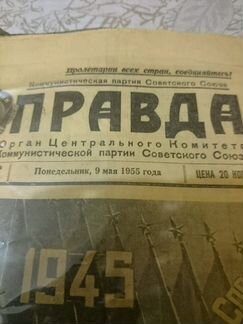 Пролетарии всех стран, соединяйтесь!
Коммунистическая партия Советского Союза
ПРАВДА
Орган Центрального Комитета
Коммунистической партии Советского Союза
Понедельник, 9 мая 1955 года
ЦЕНА 20 КОП
1945